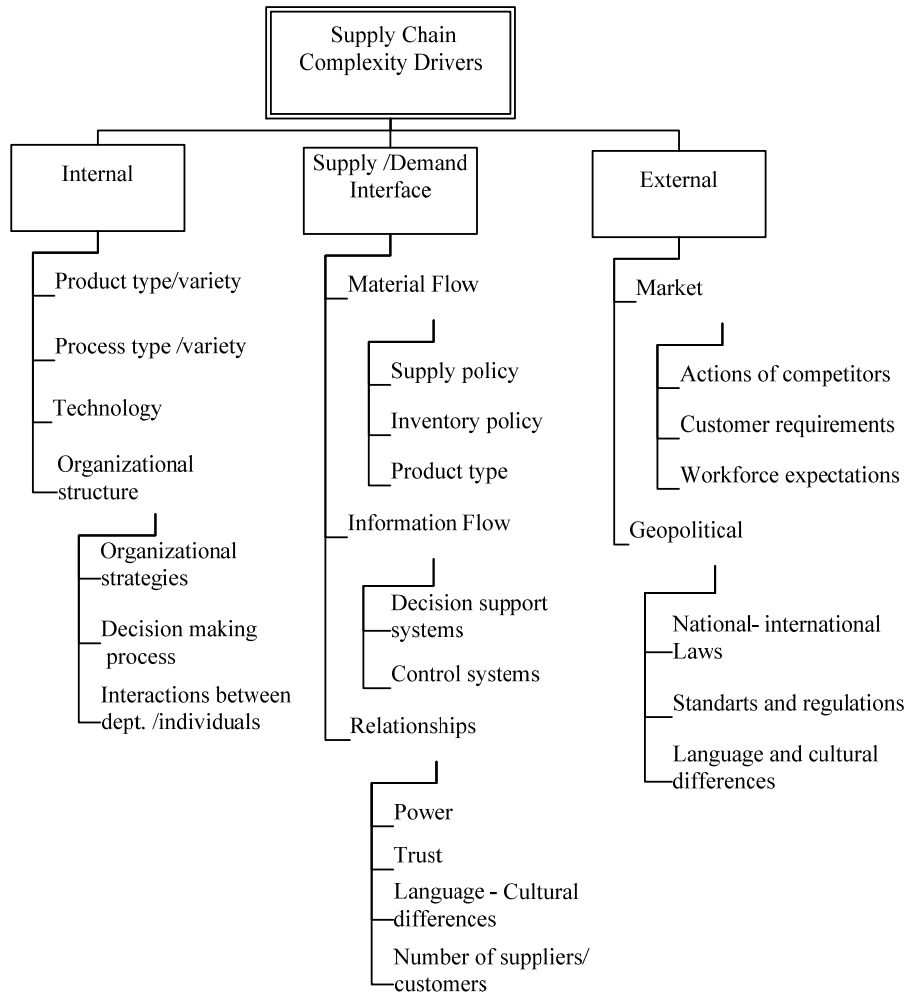 Supply Chain
Complexity Drivers
Internal
Product type/variety
Process type /variety
Technology
Organizational
structure
Organizational
strategies
Decision making
process
Interactions between
dept. /individuals
Supply /Demand
Interface
Material Flow
Supply policy
Inventory policy
Product type
Information Flow
Decision support
systems
Control systems
Relationships
Power
Trust
Language - Cultural
differences
Number of suppliers/
customers
External
Market
Actions of competitors
Customer requirements
Workforce expectations
Geopolitical
National- international
Laws
Standarts and regulations
Language and cultural
differences